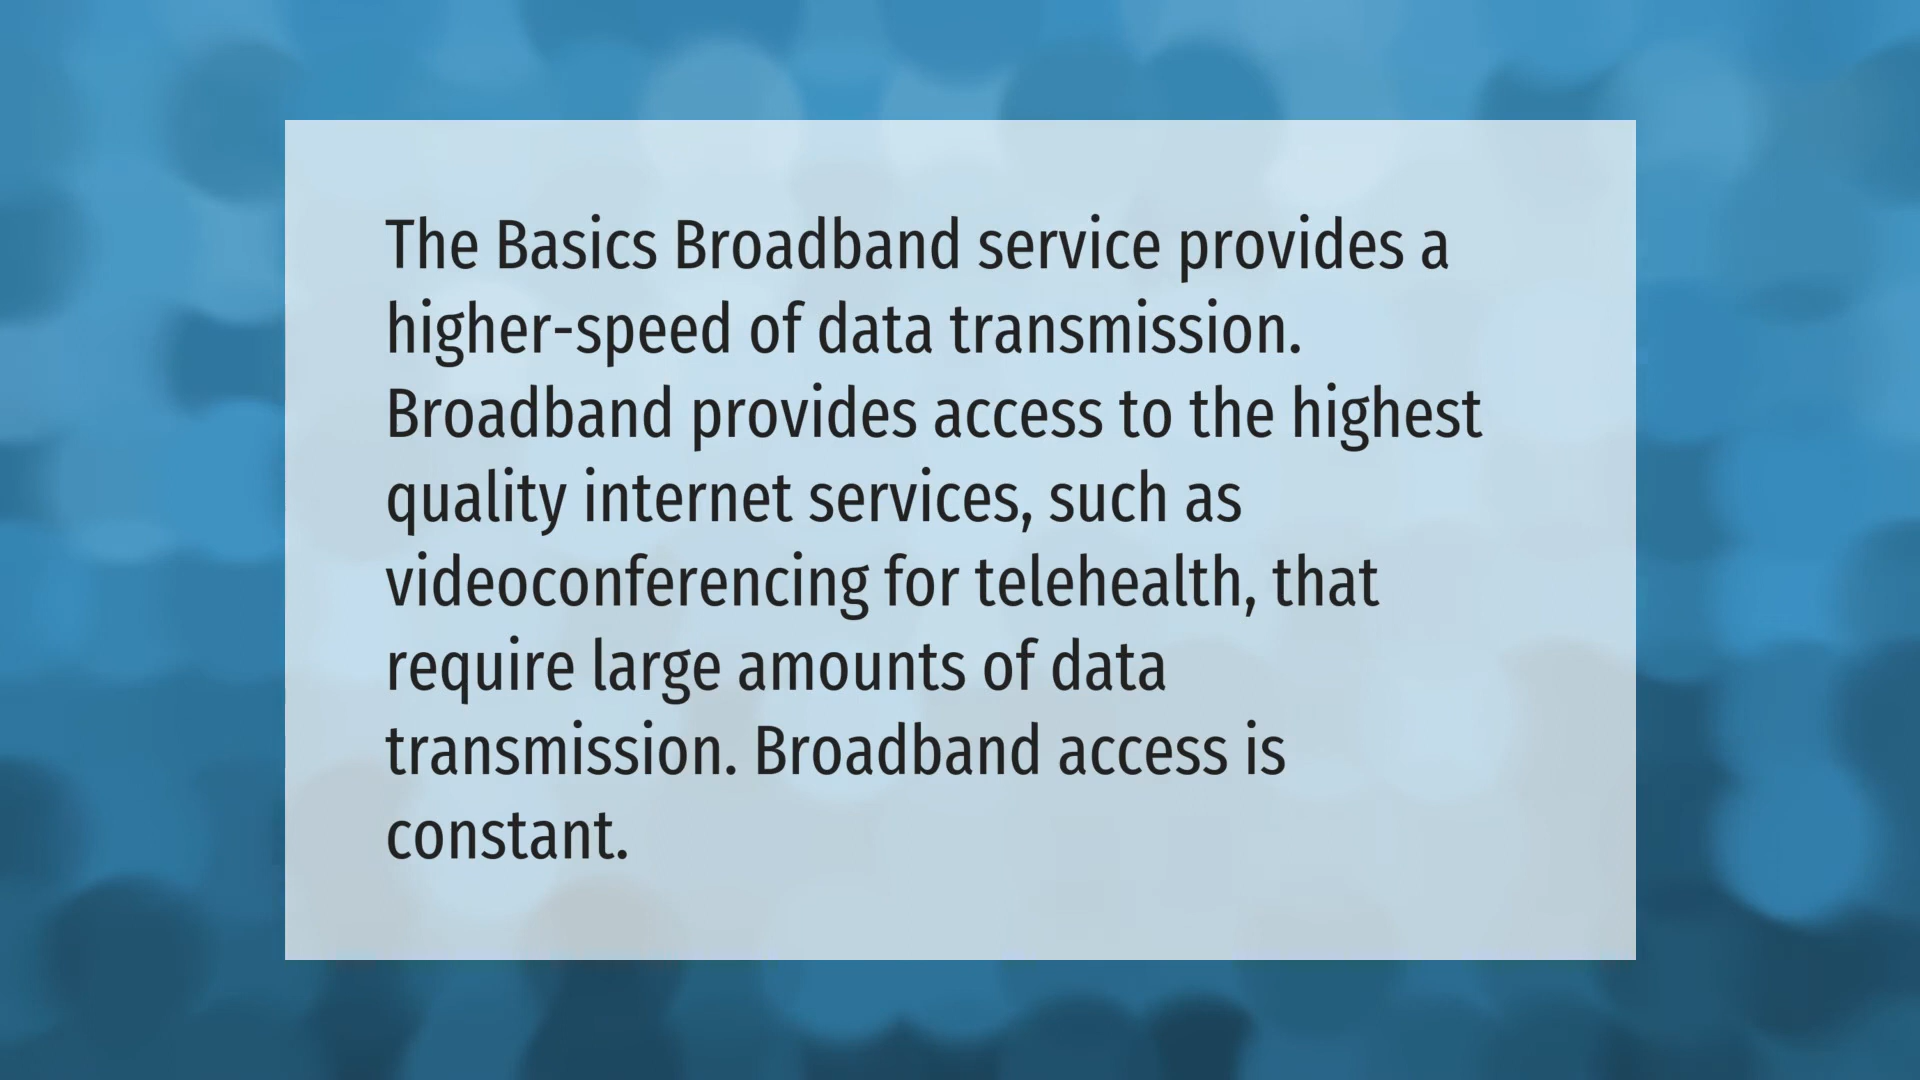 The Basics Broadband service provides a
higher-speed of data transmission.
Broadband provides access to the highest
quality internet services, such as
videoconferencing for telehealth, that
require large amounts of data
transmission. Broadband access is
constant.